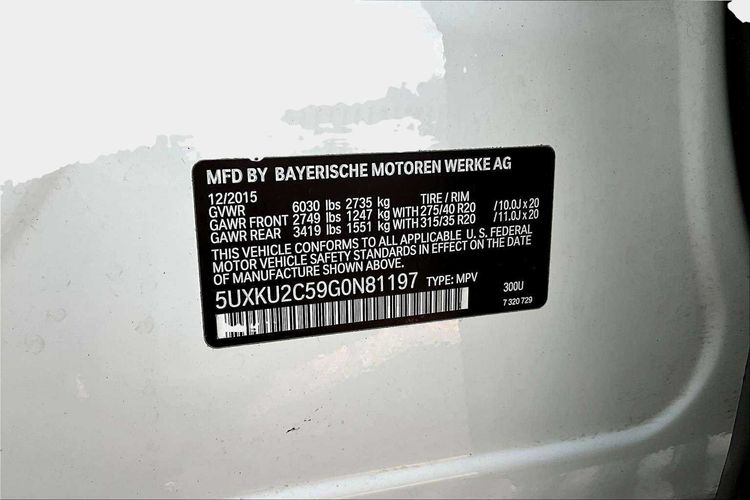 MFD BY BAYERISCHE MOTOREN WERKE AG
12/2015 TIRE / RIM
GVWR 6030 lbs 2735 kg
GAWR FRONT 2749 lbs 1247 kg WITH 275/40 R20 /10.0J x 20
GAWR REAR 3419 lbs 1551 kg WITH 315/35 R20 /11.0J x 20
THIS VEHICLE CONFORMS TO ALL APPLICABLE U. S. FEDERAL
MOTOR VEHICLE SAFETY STANDARDS IN EFFECT ON THE DATE
OF MANUFACTURE SHOWN ABOVE.
5UXKU2C59G0N81197 TYPE: MPV 300U
7 320 729